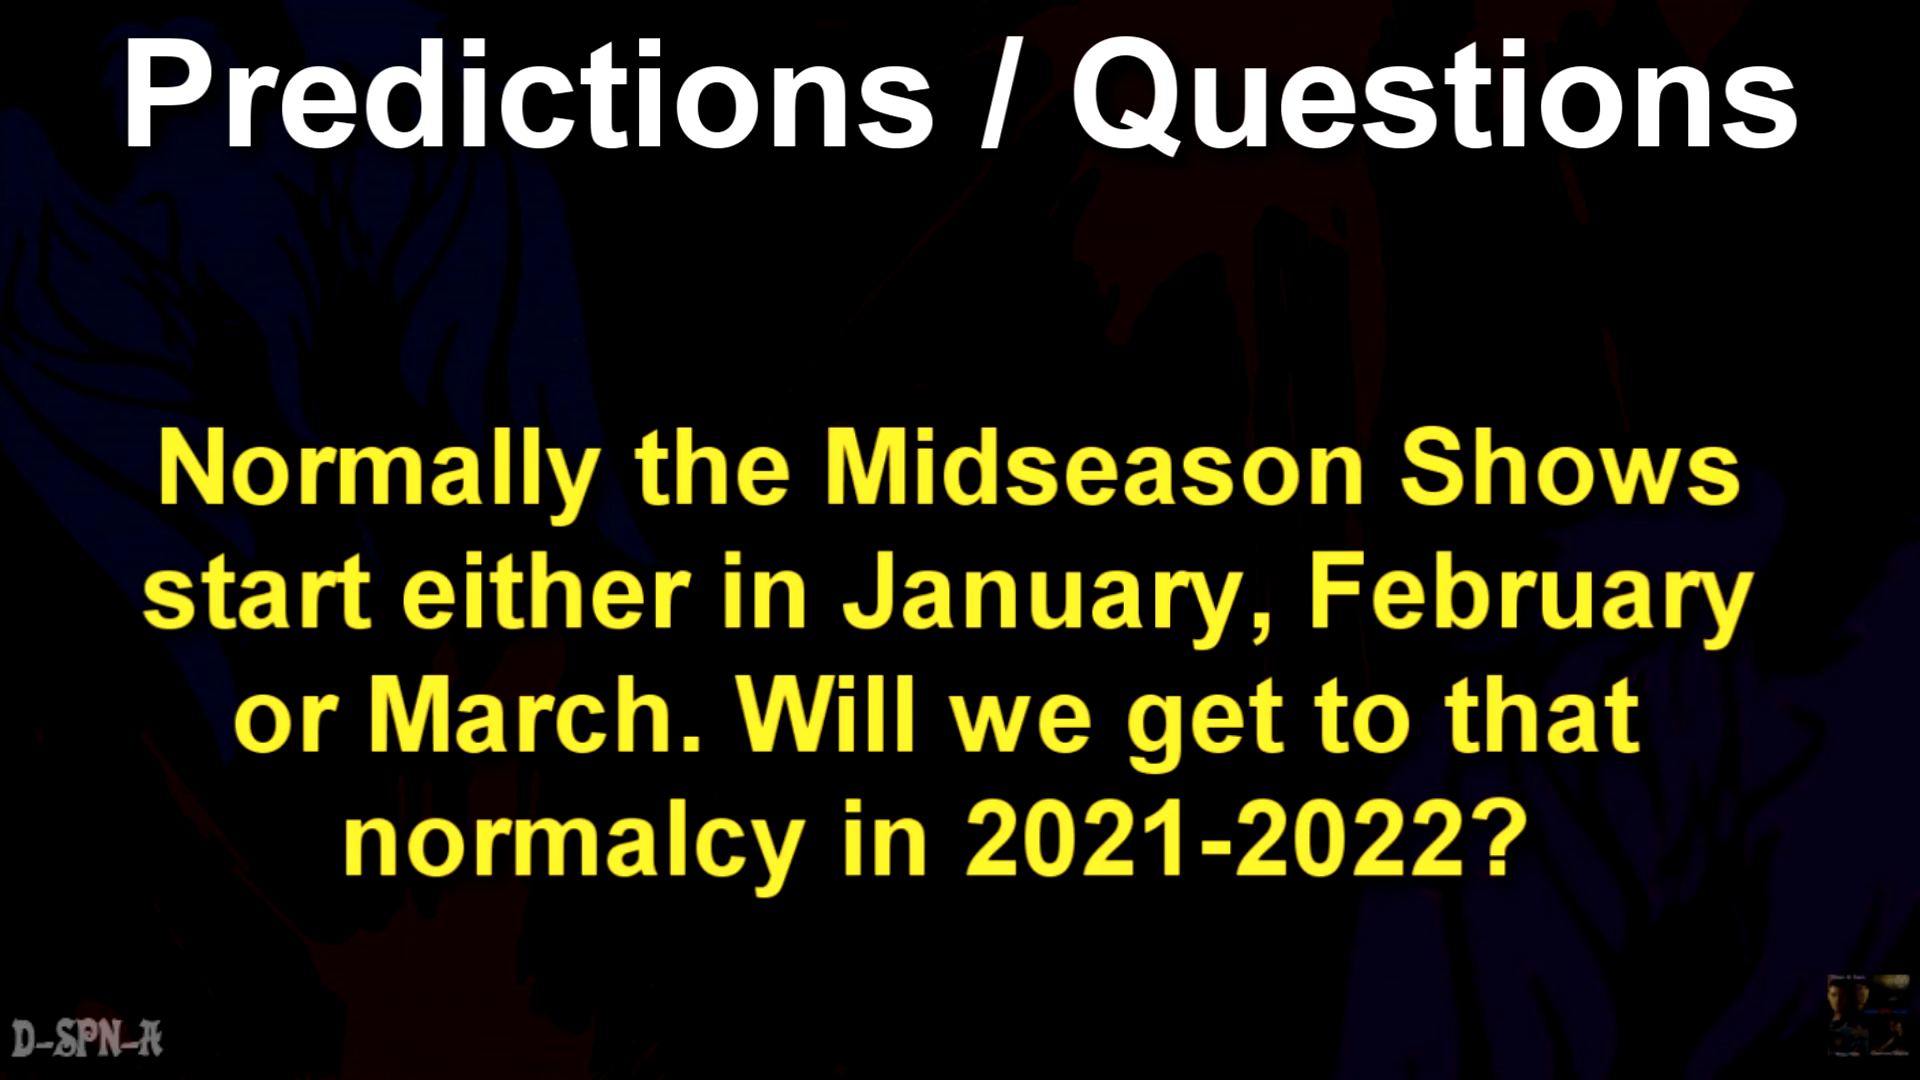 Predictions / Questions
Normally the Midseason Shows
start either in January, February
or March. Will we get to that
normalcy in 2021-2022?
D-SPN-A